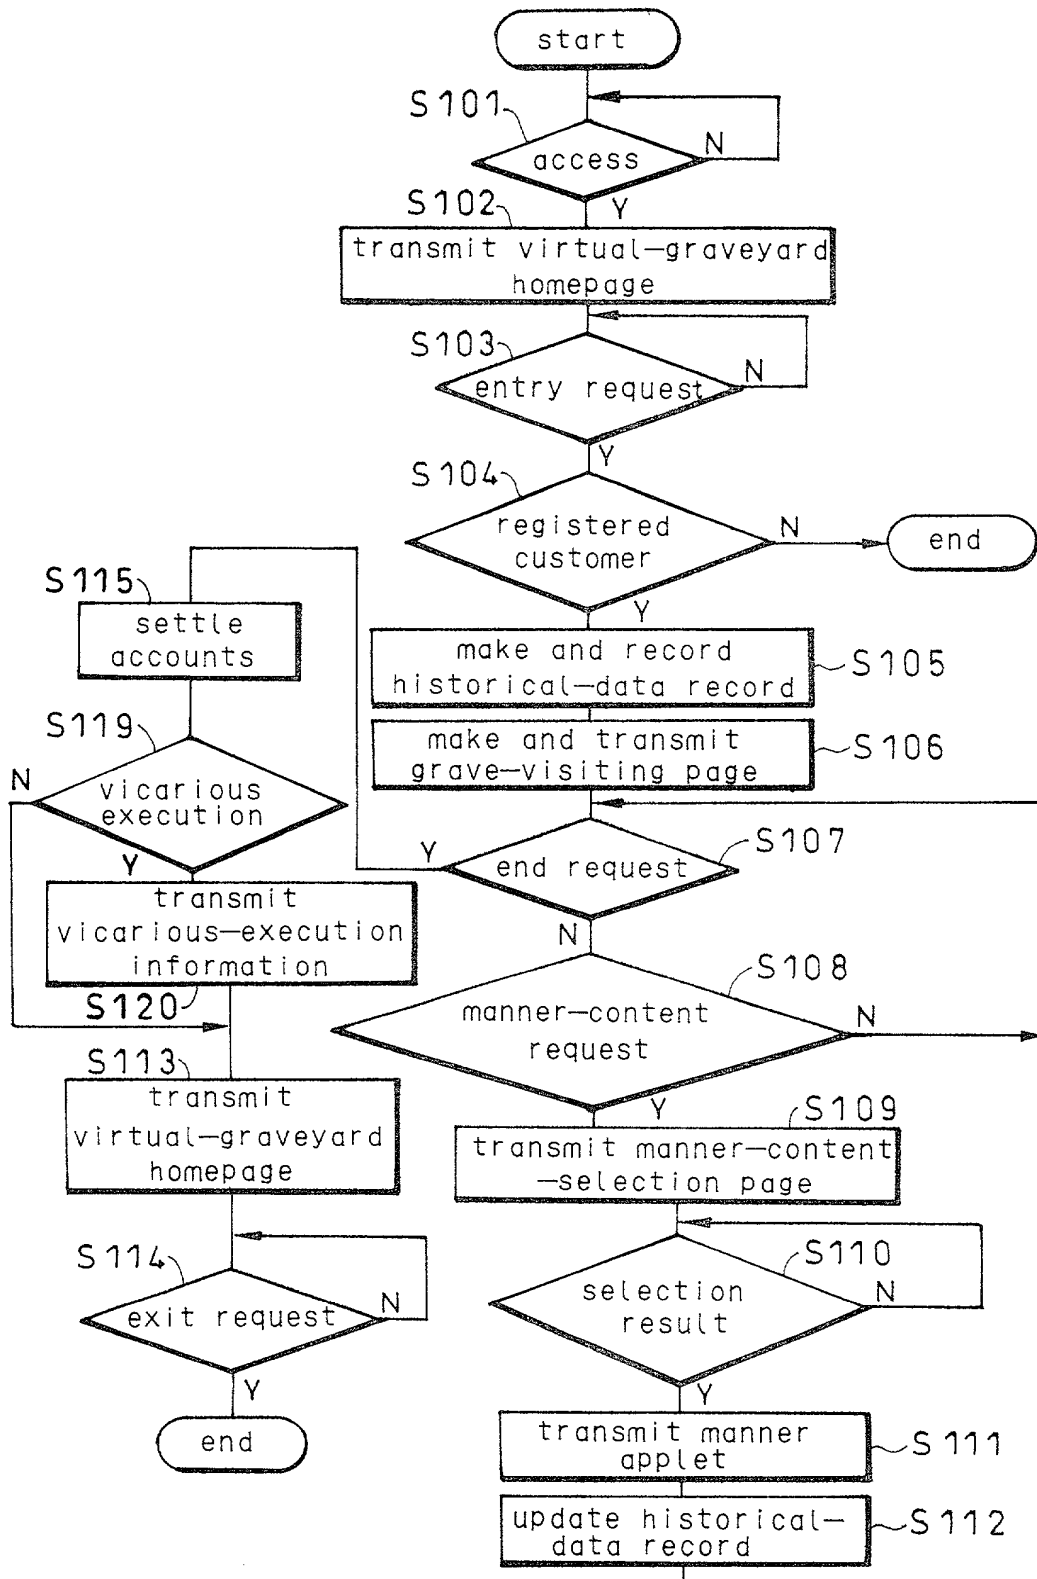 start
S101
access
N
Y
S102
transmit virtual-graveyard
homepage
S103
entry request
N
Y
S104
registered
customer
N
end
Y
S115
settle
accounts
make and record
historical-data record
S105
S119
make and transmit
grave-visiting page
S106
N
vicarious
execution
Y
Y
end request
S107
transmit
vicarious-execution
information
N
S120
S108
manner-content
request
N
S113
transmit
virtual-graveyard
homepage
Y
S109
transmit manner-content
-selection page
S114
exit request
N
S110
selection
result
N
Y
end
Y
transmit manner
applet
S111
update historical-
data record
S112